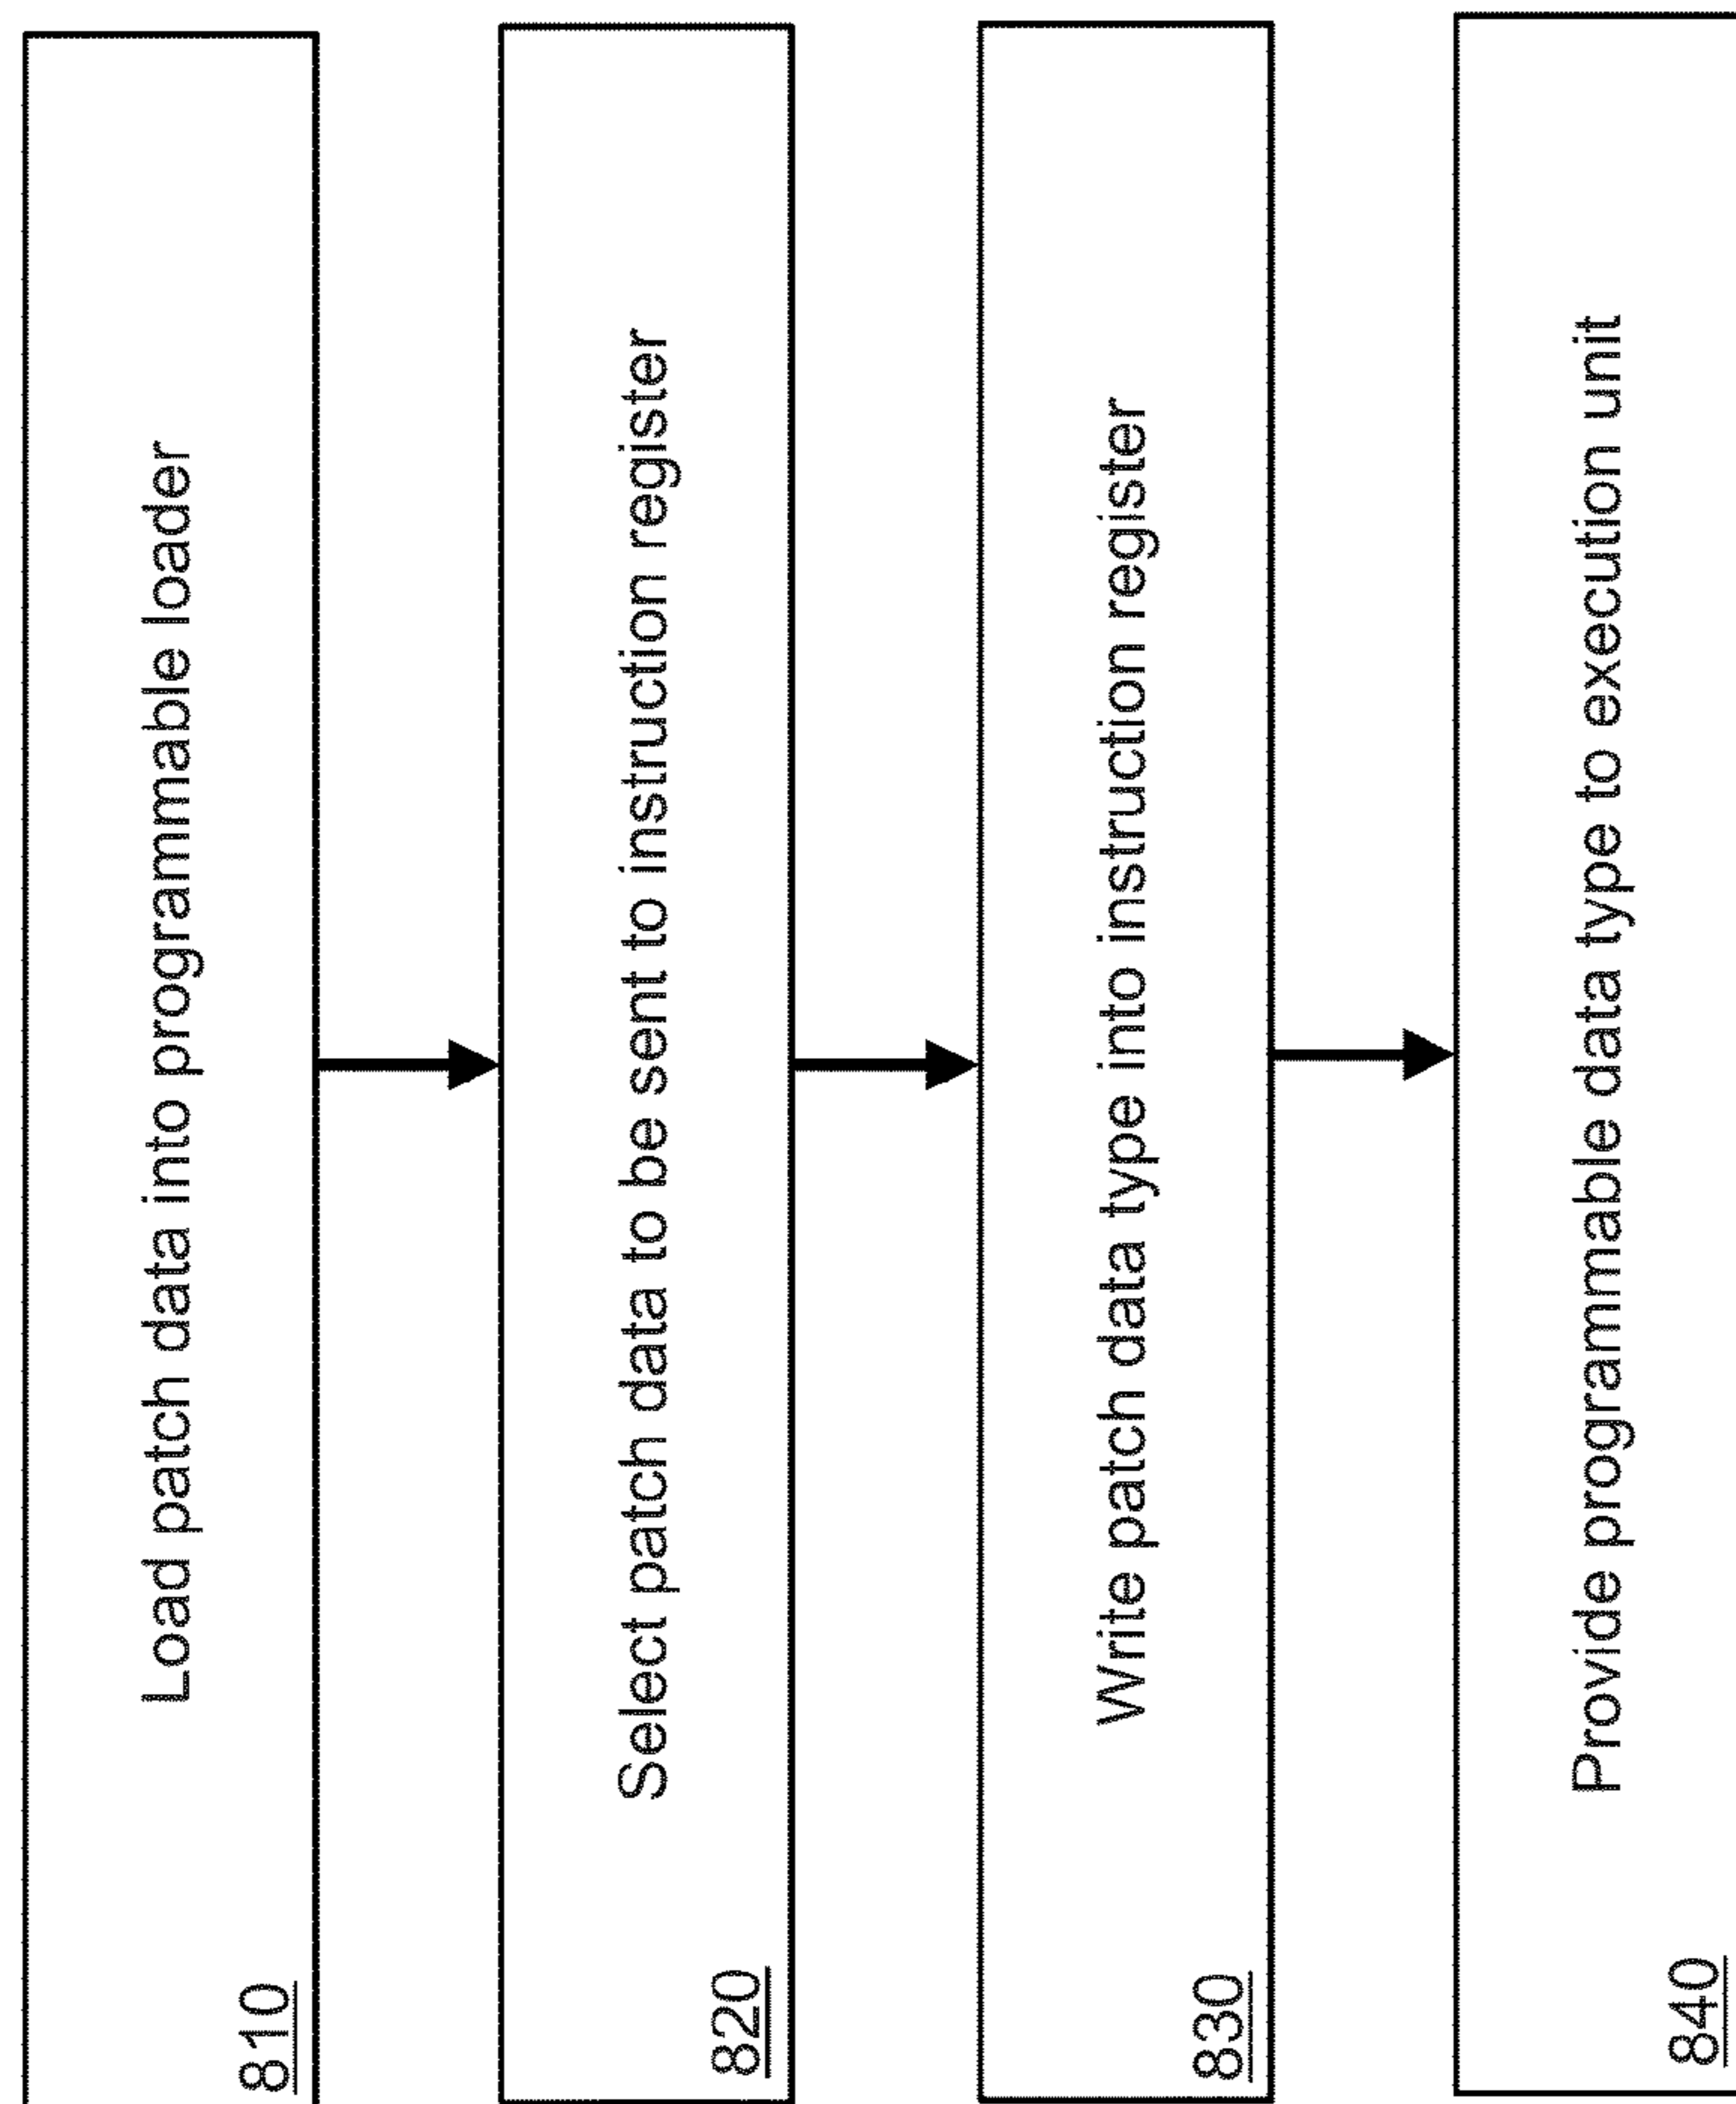 Load patch data into programmable loader
810
Select patch data to be sent to instruction register
820
Write patch data type into instruction register
830
Provide programmable data type to execution unit
840